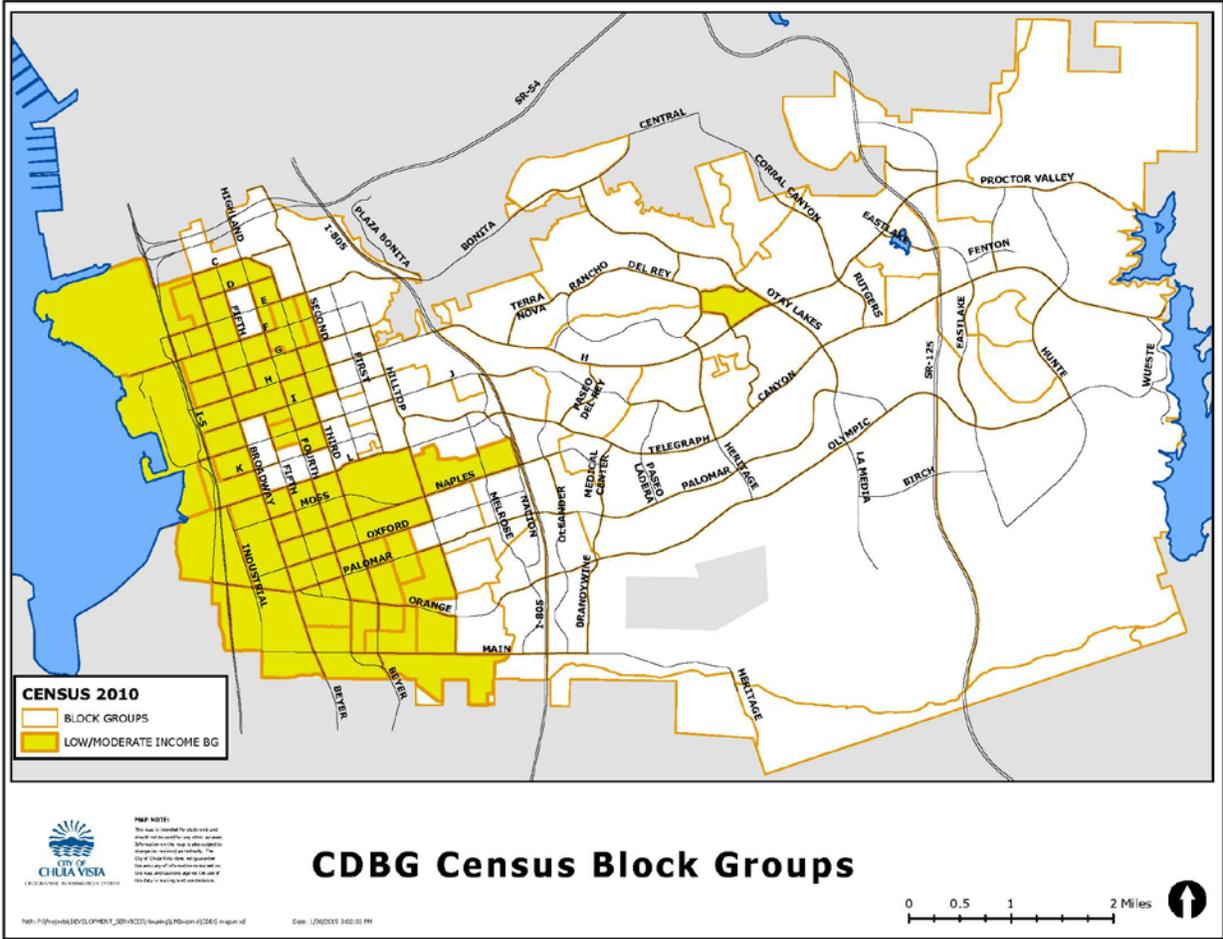 SR-54
CENTRAL
HIGHLAND
I-805
PLAZA BONITA
BONITA
CORRAL CANYON
PROCTOR VALLEY
EASTLAKE
FENTON
C
D
E
F
G
H
I
FIFTH
SECOND
FIRST
HILLTOP
J
TERRA
NOVA
RANCHO
DEL REY
OTAY LAKES
RUTGERS
EASTLAKE
SR-125
HUNTE
WUESTE
H
PASEO
DEL REY
CANYON
I-5
K
BROADWAY
FIFTH
FOURTH
THIRD
L
MOSS
NAPLES
OXFORD
PALOMAR
MELROSE
NACION
OLEANDER
MEDICAL
CENTER
PASEO
LADERA
TELEGRAPH
PALOMAR
HERITAGE
OLYMPIC
LA MEDIA
BIRCH
INDUSTRIAL
ORANGE
I-805
BRANDYWINE
MAIN
BEYER
BEYER
HERITAGE
CENSUS 2010
BLOCK GROUPS
LOW/MODERATE INCOME BG
CITY OF
CHULA VISTA
GEOGRAPHIC INFORMATION SYSTEM
MAP NOTE:
CDBG Census Block Groups
0 0.5 1 2 Miles